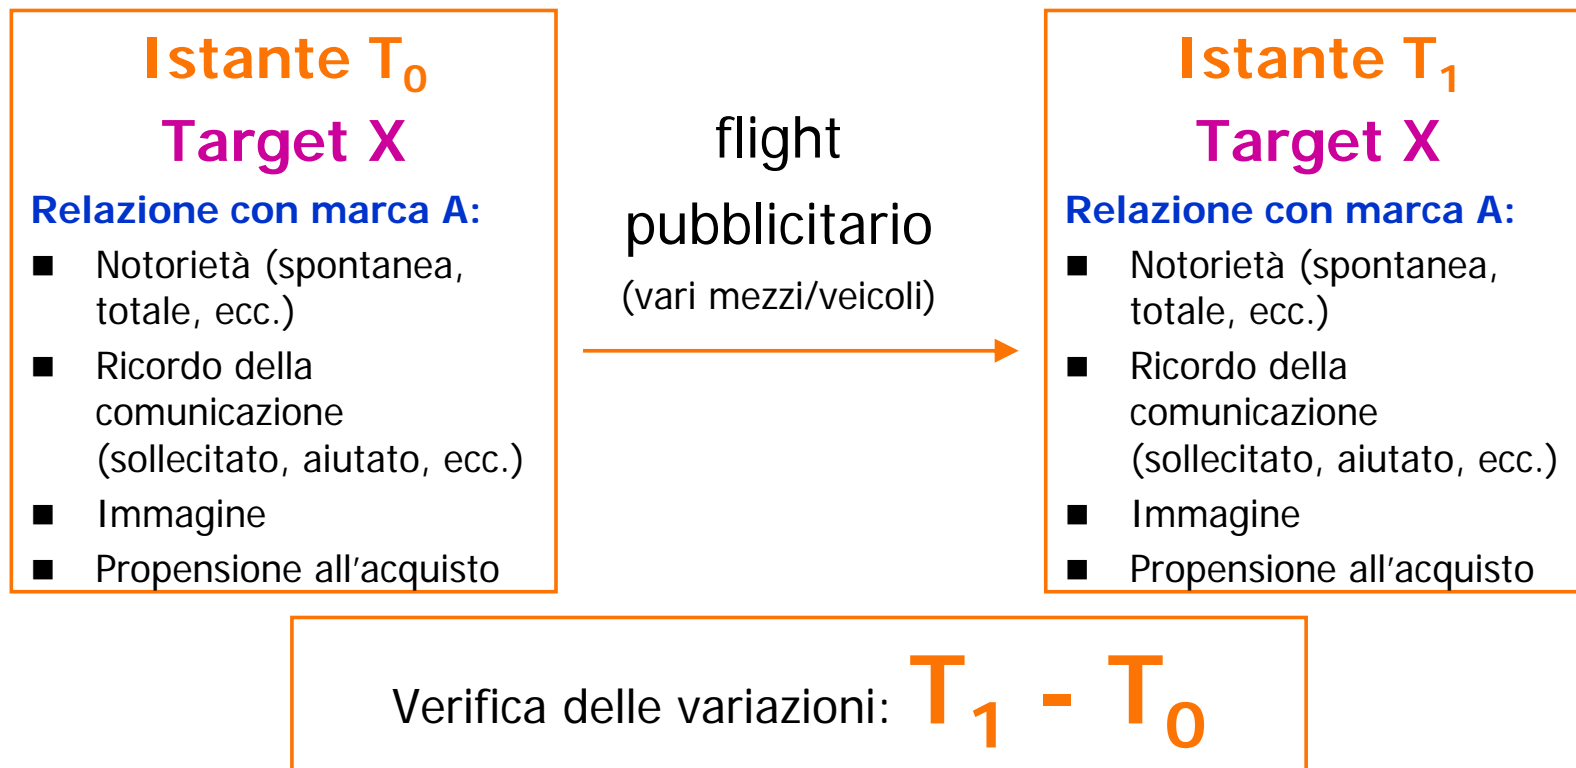 Istante T0
Target X
Relazione con marca A:
■ Notorietà (spontanea,
totale, ecc.)
■ Ricordo della
comunicazione
(sollecitato, aiutato, ecc.)
■ Immagine
■ Propensione all'acquisto
flight
pubblicitario
(vari mezzi/veicoli)
Istante T1
Target X
Relazione con marca A:
■ Notorietà (spontanea,
totale, ecc.)
■ Ricordo della
comunicazione
(sollecitato, aiutato, ecc.)
■ Immagine
■ Propensione all'acquisto
Verifica delle variazioni: T1 - T0